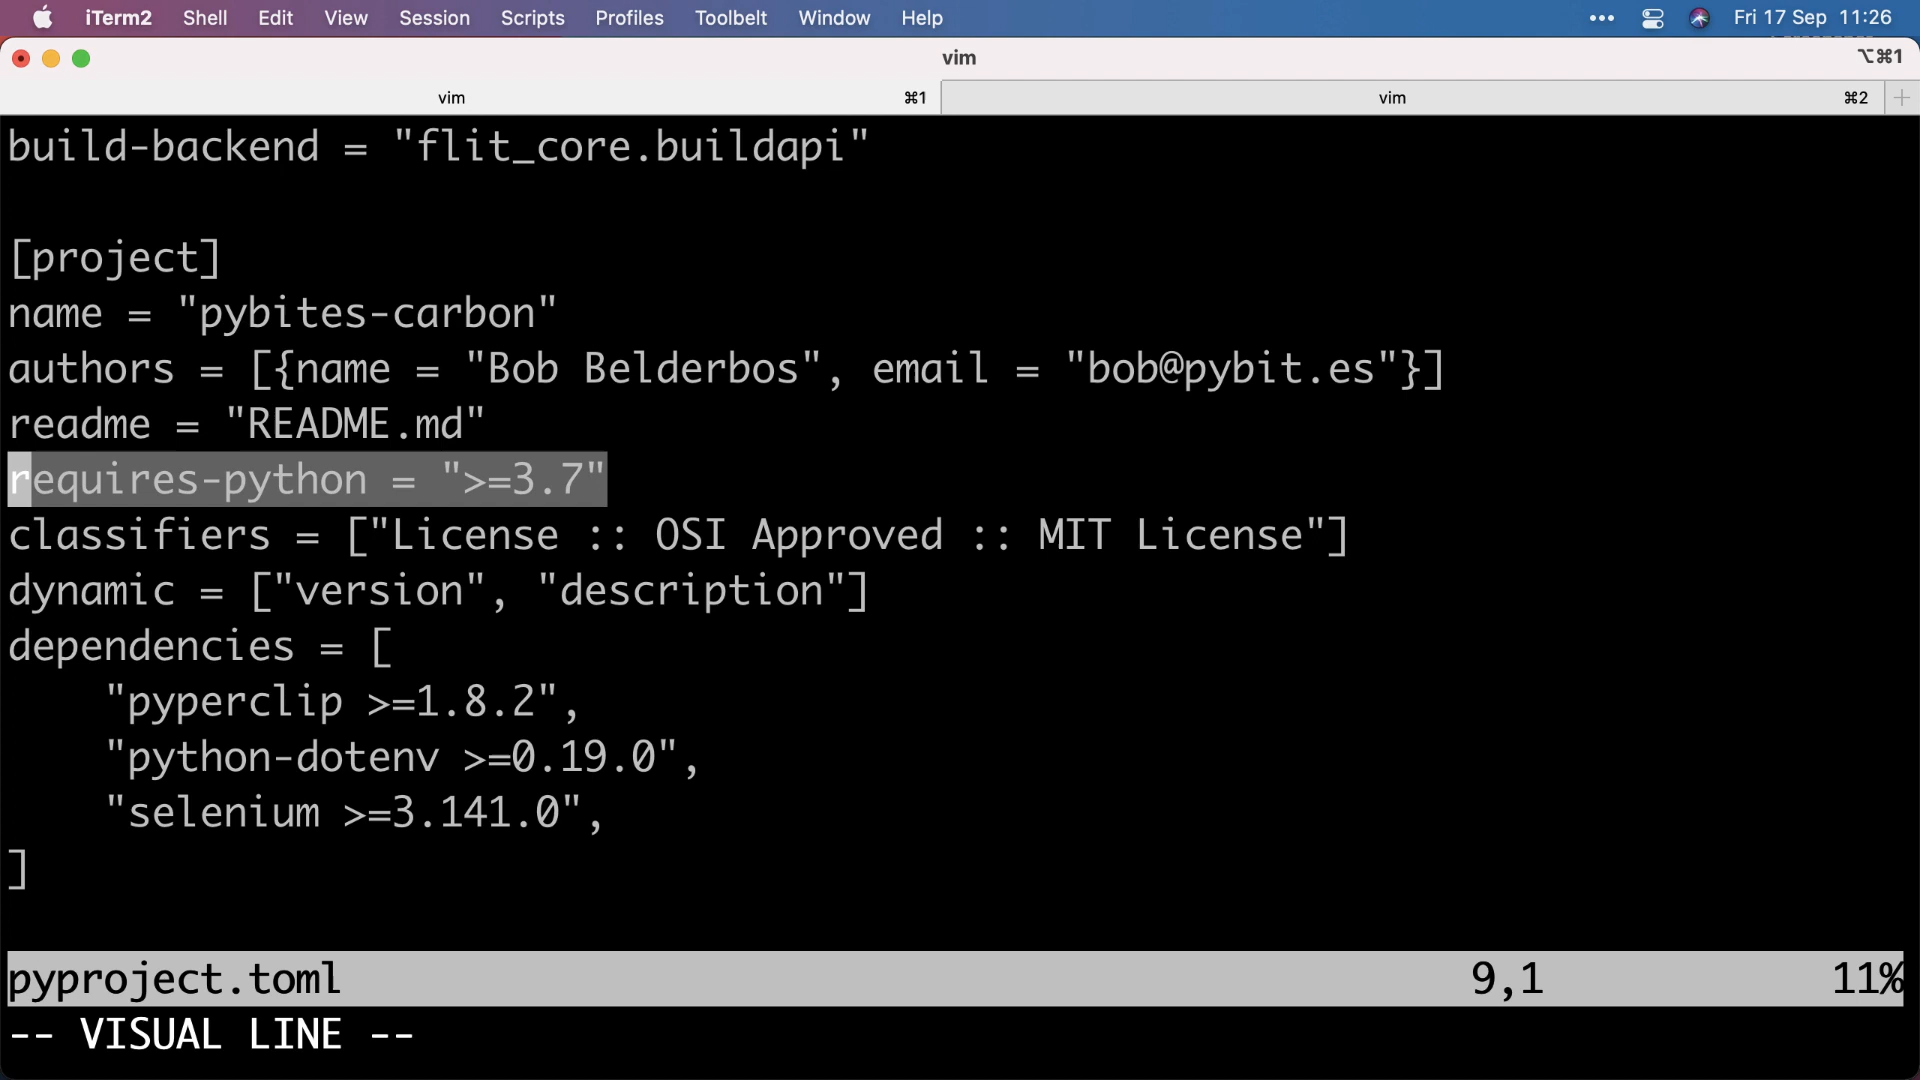 iTerm2 Shell Edit View Session Scripts Profiles Toolbelt Window Help ••• Fri 17 Sep 11:26
vim ⌥⌘1
vim ⌘1 vim ⌘2 +
build-backend = "flit_core.buildapi"
[project]
name = "pybites-carbon"
authors = [{name = "Bob Belderbos", email = "bob@pybit.es"}]
readme = "README.md"
requires-python = ">=3.7"
classifiers = ["License :: OSI Approved :: MIT License"]
dynamic = ["version", "description"]
dependencies = [
    "pyperclip >=1.8.2",
    "python-dotenv >=0.19.0",
    "selenium >=3.141.0",
]
pyproject.toml 9,1 11%
-- VISUAL LINE --